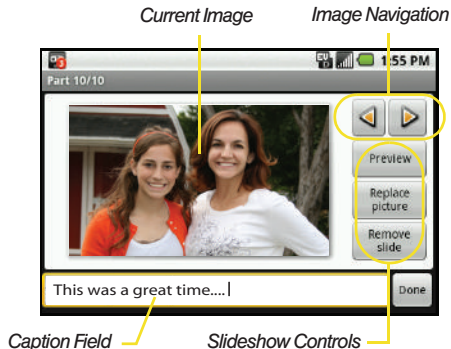 Current Image
Image Navigation
EV
D
1:55 PM
Part 10/10
Preview
Replace
picture
Remove
slide
This was a great time....
Done
Caption Field
Slideshow Controls